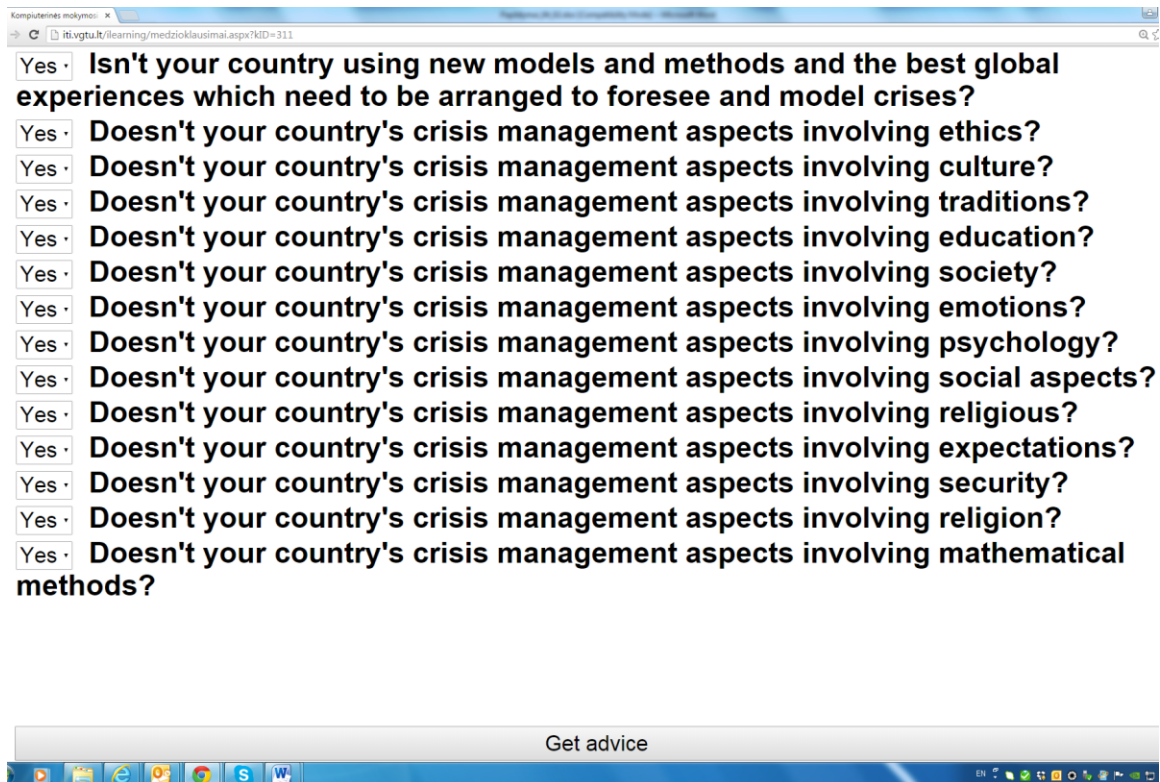 Kompiuterinės mokymosi
iti.vgtu.lt/ilearning/medzioklausimai.aspx?kID=311
Yes Isn't your country using new models and methods and the best global
experiences which need to be arranged to foresee and model crises?
Yes Doesn't your country's crisis management aspects involving ethics?
Yes Doesn't your country's crisis management aspects involving culture?
Yes Doesn't your country's crisis management aspects involving traditions?
Yes Doesn't your country's crisis management aspects involving education?
Yes Doesn't your country's crisis management aspects involving society?
Yes Doesn't your country's crisis management aspects involving emotions?
Yes Doesn't your country's crisis management aspects involving psychology?
Yes Doesn't your country's crisis management aspects involving social aspects?
Yes Doesn't your country's crisis management aspects involving religious?
Yes Doesn't your country's crisis management aspects involving expectations?
Yes Doesn't your country's crisis management aspects involving security?
Yes Doesn't your country's crisis management aspects involving religion?
Yes Doesn't your country's crisis management aspects involving mathematical
methods?
Get advice
EN